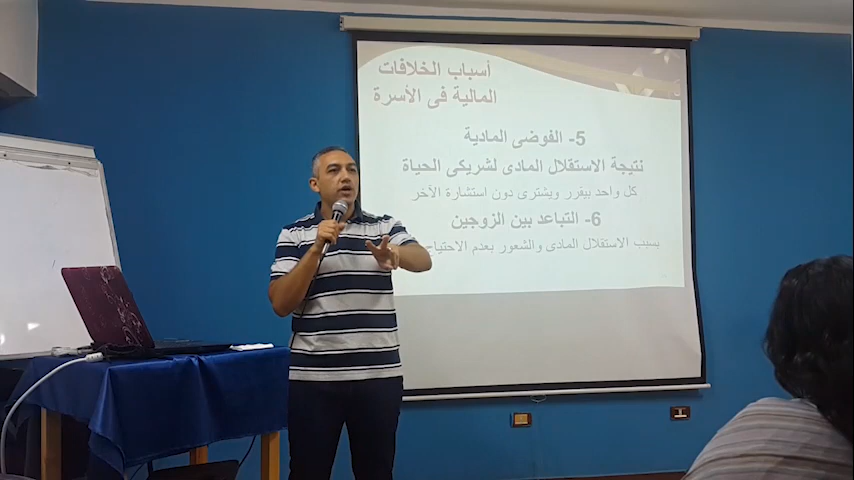 أسباب الخلافات
المالية فى الأسرة
5- الفوضى المادية
نتيجة الاستقلال المادى لشريكى الحياة
كل واحد بيقرر ويشترى دون استشارة الآخر
6- التباعد بين الزوجين
بسبب الاستقلال المادى والشعور بعدم الاحتياج